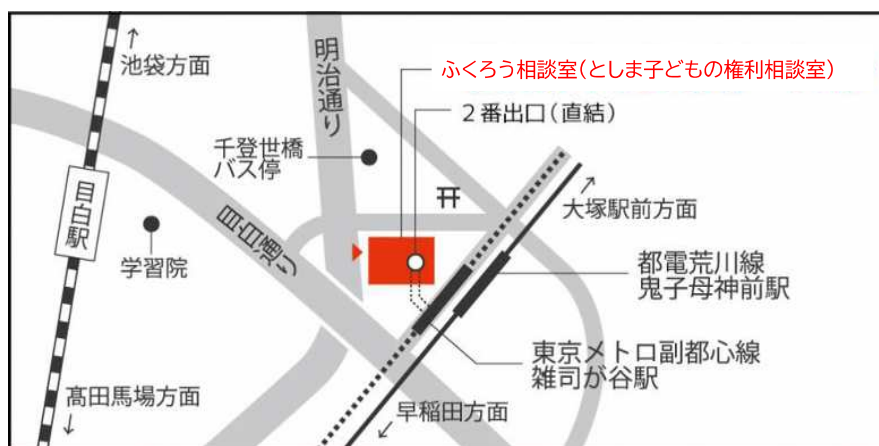 ↑
池袋方面
明治通り
ふくろう相談室(としま子どもの権利相談室)
2番出口(直結)
千登世橋
バス停
目白駅
学習院
目白通り
↗
大塚駅前方面
都電荒川線
鬼子母神前駅
東京メトロ副都心線
雑司が谷駅
髙田馬場方面
↓
早稲田方面
↙